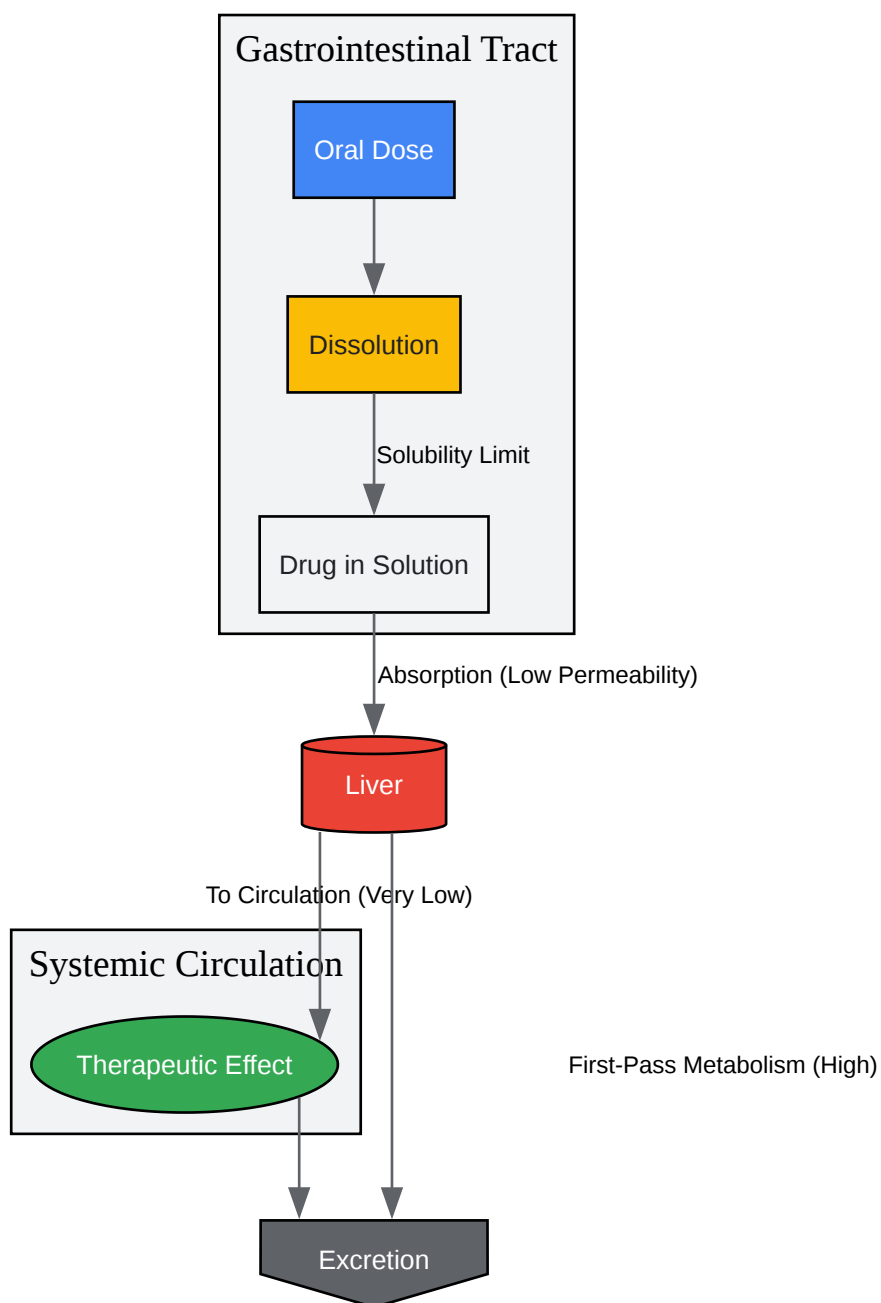 Gastrointestinal Tract
Oral Dose
Dissolution
Solubility Limit
Drug in Solution
Absorption (Low Permeability)
Liver
To Circulation (Very Low)
Systemic Circulation
Therapeutic Effect
First-Pass Metabolism (High)
Excretion